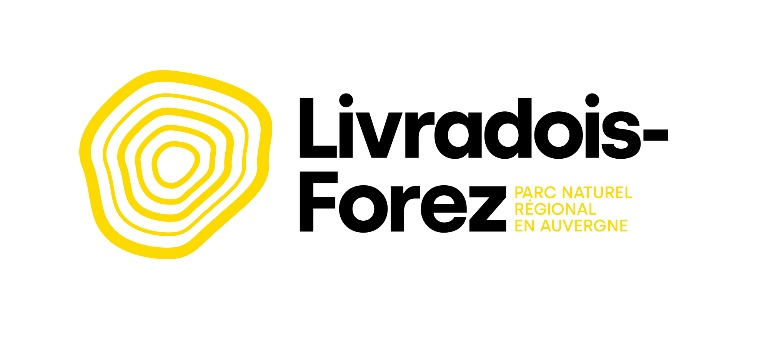 Livradois-
Forez
PARC NATUREL
RÉGIONAL
EN AUVERGNE